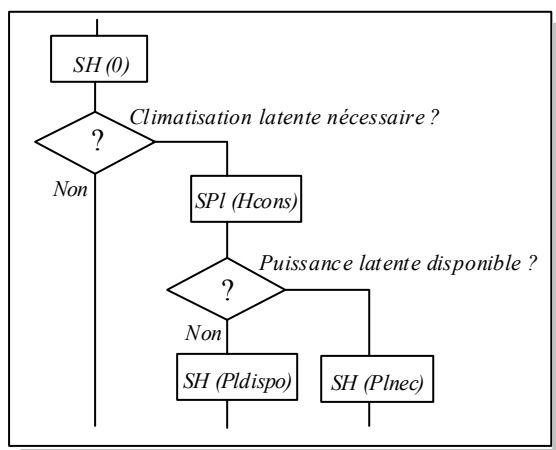 SH (0)
Climatisation latente nécessaire ?
?
Non
SPl (Hcons)
Puissance latente disponible ?
?
Non
SH (Pldispo)
SH (Plnec)